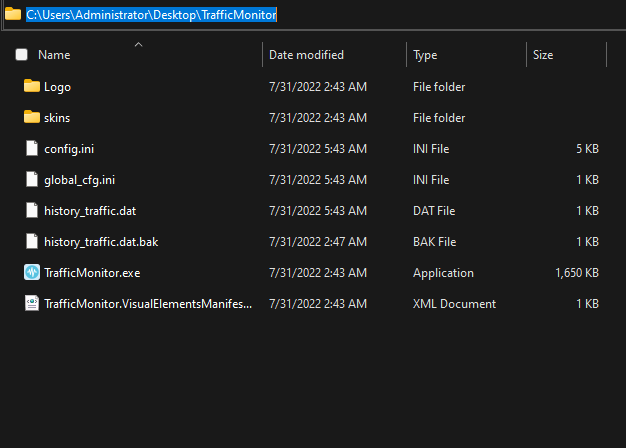 C:\Users\Administrator\Desktop\TrafficMonitor
Name Date modified Type Size
Logo 7/31/2022 2:43 AM File folder
skins 7/31/2022 2:43 AM File folder
config.ini 7/31/2022 5:43 AM INI File 5 KB
global_cfg.ini 7/31/2022 5:43 AM INI File 1 KB
history_traffic.dat 7/31/2022 5:43 AM DAT File 1 KB
history_traffic.dat.bak 7/31/2022 2:47 AM BAK File 1 KB
TrafficMonitor.exe 7/31/2022 2:43 AM Application 1,650 KB
TrafficMonitor.VisualElementsManifes... 7/31/2022 2:43 AM XML Document 1 KB